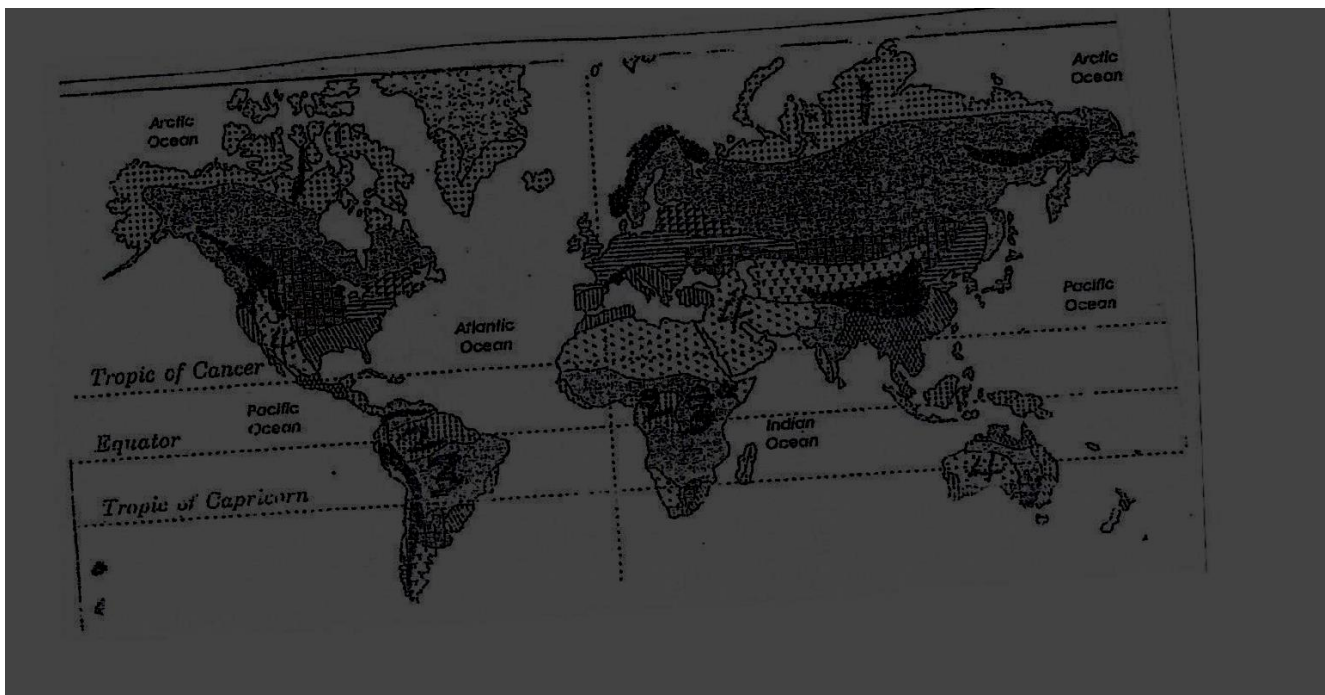 Arctic
Ocean
Arctic
Ocean
0°
Atlantic
Ocean
Pacific
Ocean
Tropic of Cancer
Pacific
Ocean
Equator
Indian
Ocean
Tropic of Capricorn